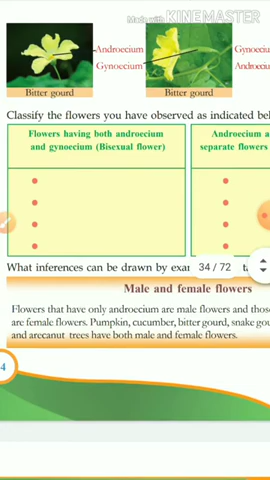 Made with KINEMASTER
Androecium
Gynoecium
Gynoeciu
Androeciu
Bitter gourd
Bitter gourd
Classify the flowers you have observed as indicated bel
Flowers having both androecium
and gynoecium (Bisexual flower)
Androecium a
separate flowers
What inferences can be drawn by exa
34 / 72
ta
Male and female flowers
Flowers that have only androecium are male flowers and thos
are female flowers. Pumpkin, cucumber, bitter gourd, snake gou
and arecanut trees have both male and female flowers.
4